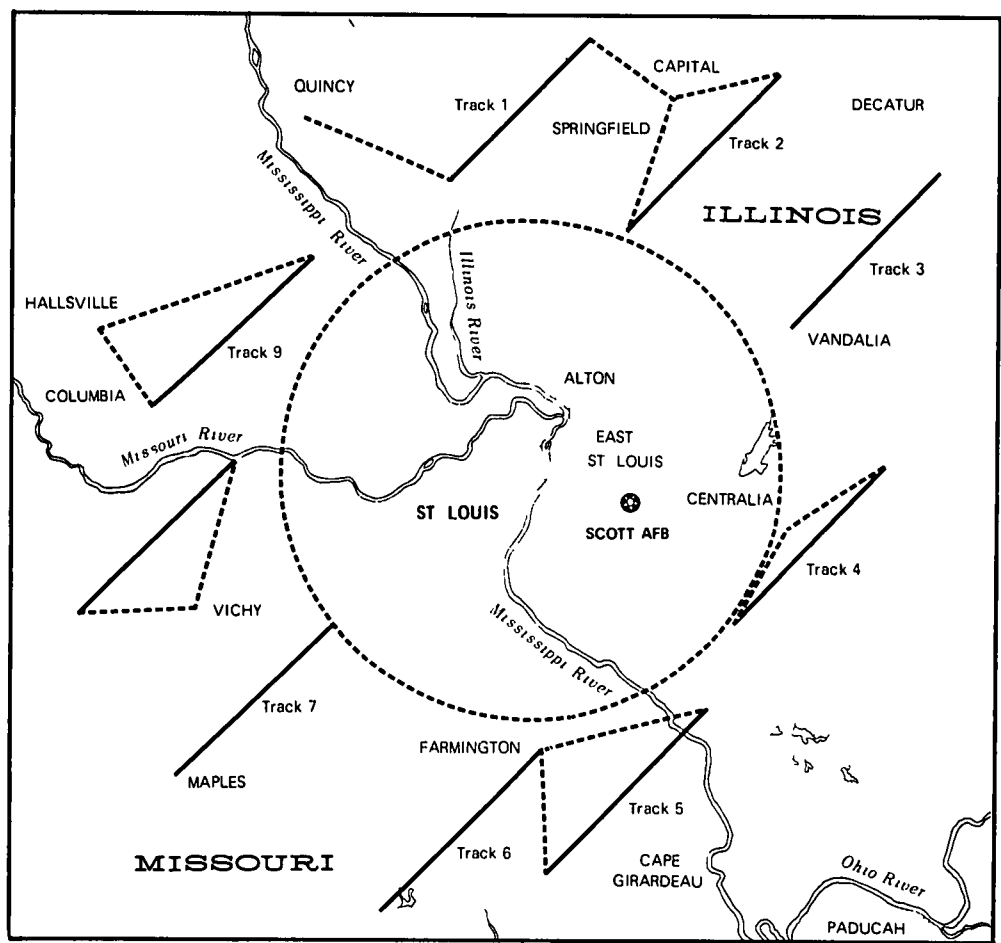 QUINCY
Track 1
CAPITAL
SPRINGFIELD
Track 2
DECATUR
Mississippi River
ILLINOIS
Illinois River
Track 3
VANDALIA
HALLSVILLE
Track 9
COLUMBIA
ALTON
Missouri River
EAST
ST LOUIS
ST LOUIS
CENTRALIA
SCOTT AFB
Track 4
VICHY
Mississippi River
Track 7
MAPLES
FARMINGTON
Track 5
Track 6
MISSOURI
CAPE
GIRARDEAU
Ohio River
PADUCAH